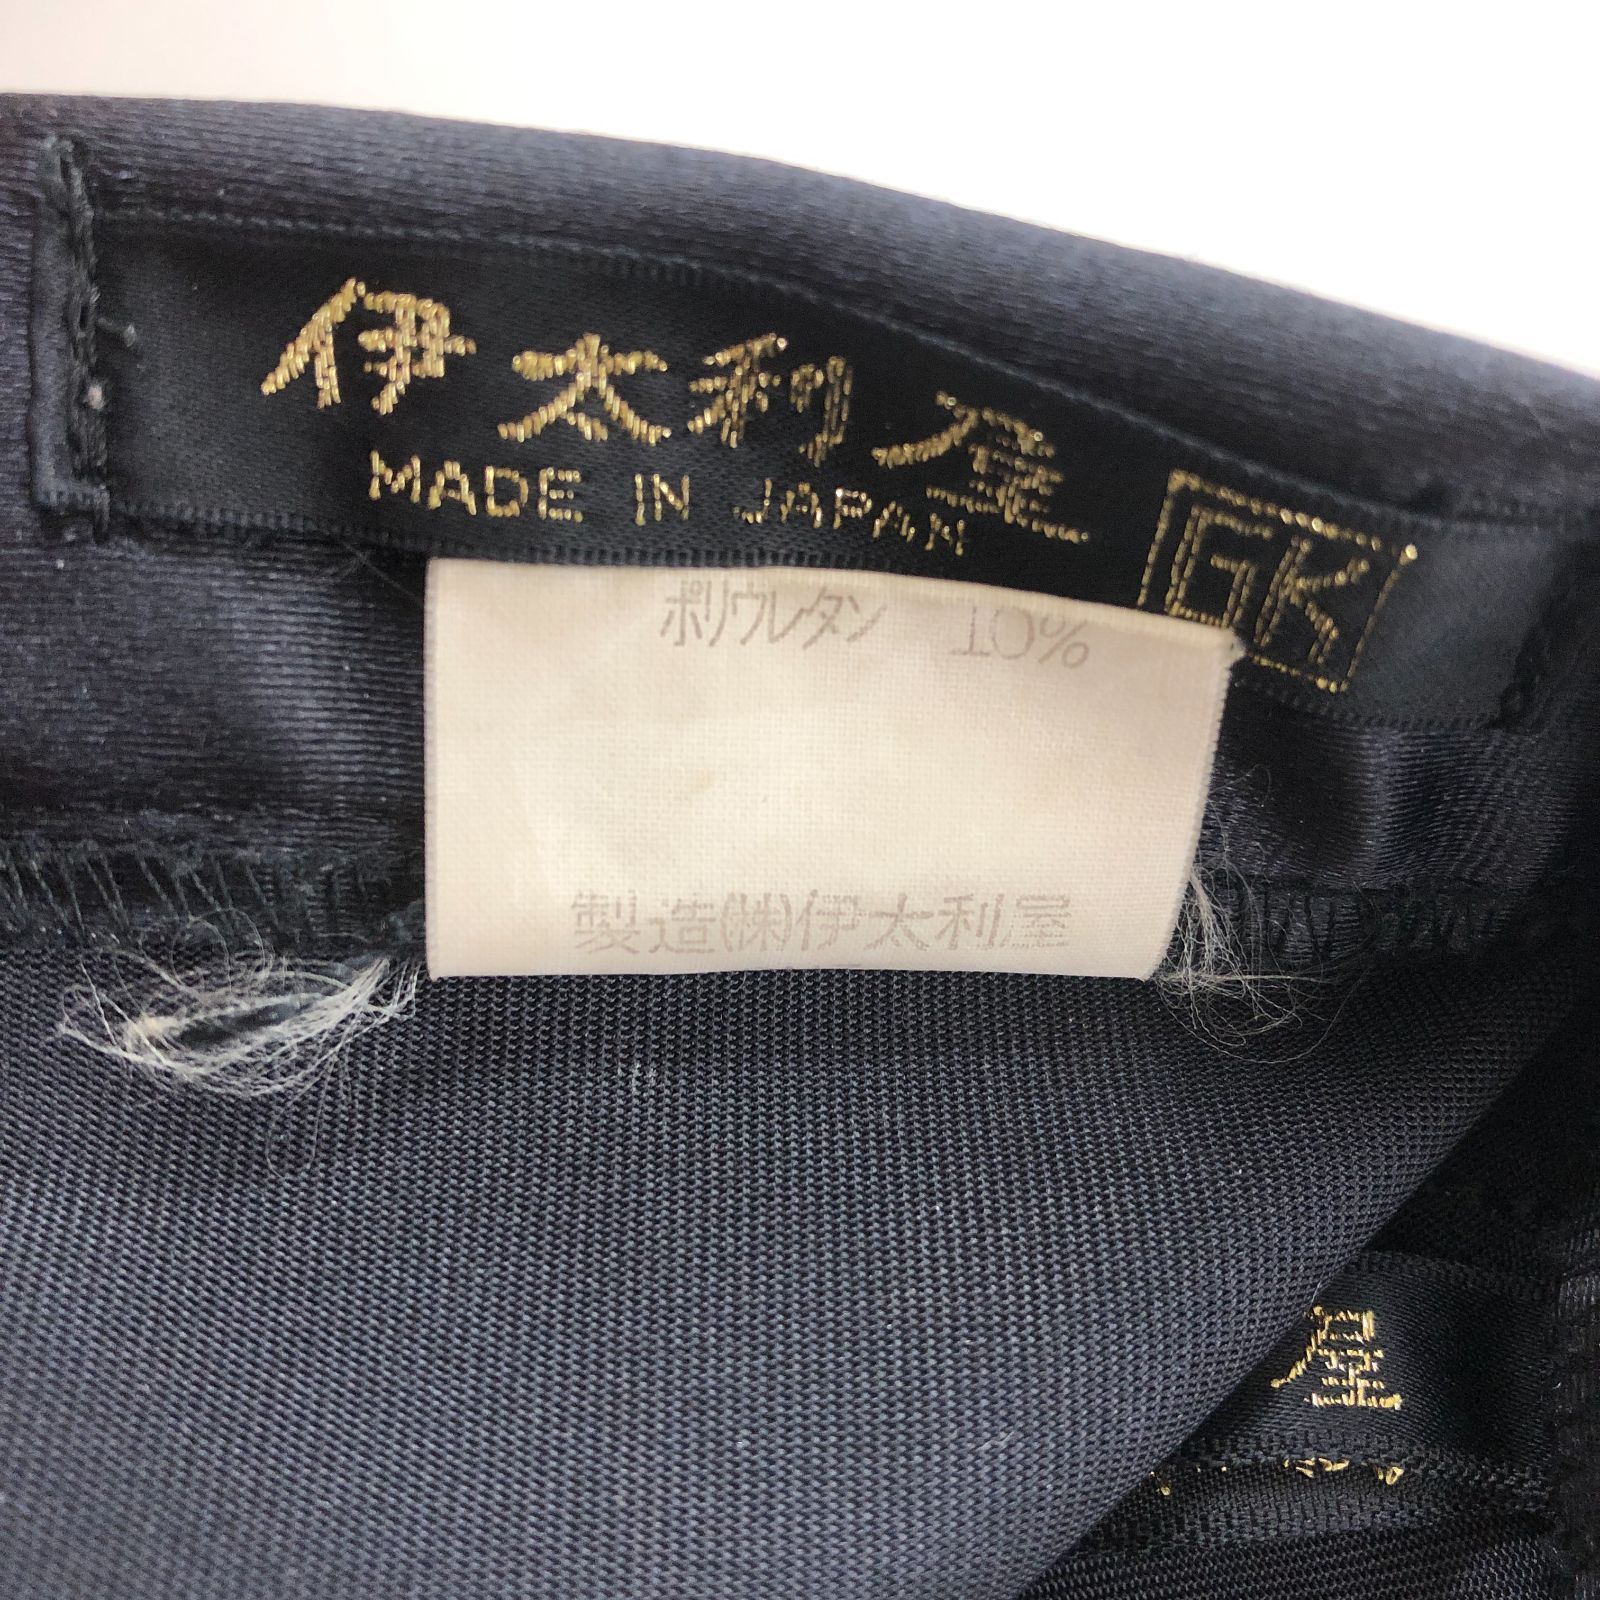 伊太利屋
MADE IN JAPAN
GK
ポリウレタン 10%
製造(株)伊太利屋
屋